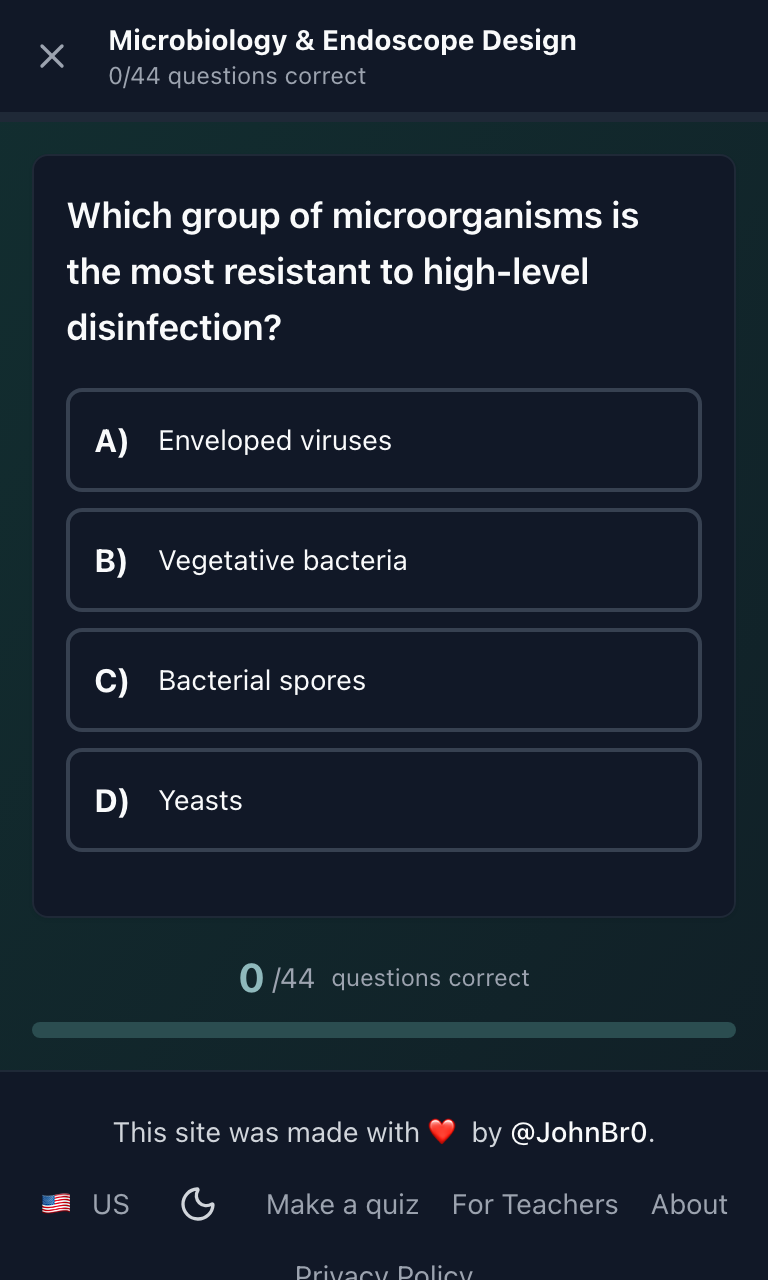 Microbiology & Endoscope Design
0/44 questions correct
Which group of microorganisms is
the most resistant to high-level
disinfection?
A) Enveloped viruses
B) Vegetative bacteria
C) Bacterial spores
D) Yeasts
0 /44 questions correct
This site was made with ❤️ by @JohnBr0.
🇺🇸 US Make a quiz For Teachers About
Privacy Policy